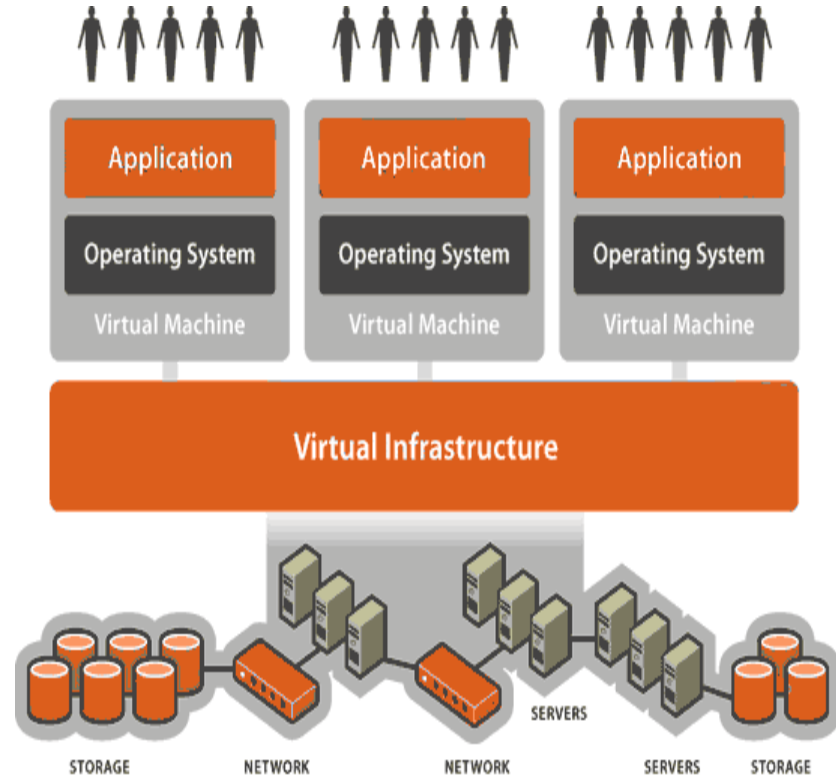 Application
Application
Application
Operating System
Operating System
Operating System
Virtual Machine
Virtual Machine
Virtual Machine
Virtual Infrastructure
SERVERS
STORAGE
NETWORK
NETWORK
SERVERS
STORAGE